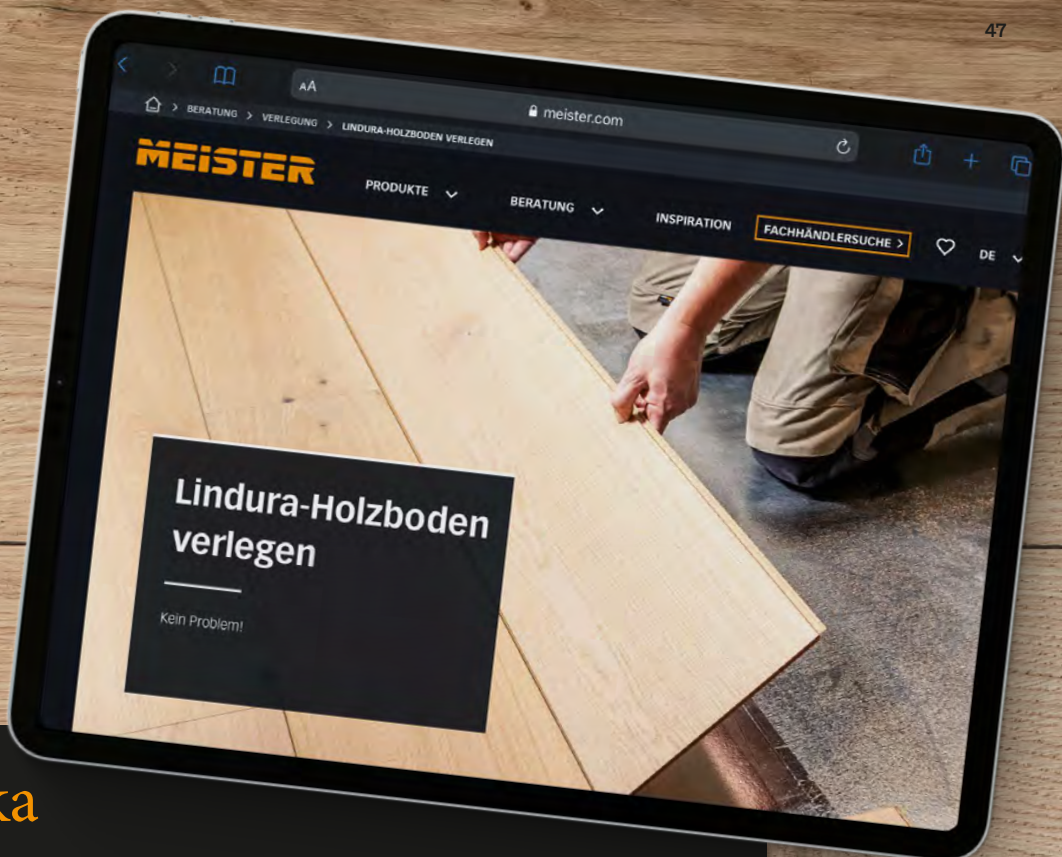 47
AA
meister.com
BERATUNG > VERLEGUNG > LINDURA-HOLZBODEN VERLEGEN
MEISTER
PRODUKTE
BERATUNG
INSPIRATION
FACHHÄNDLERSUCHE >
DE
Lindura-Holzboden
verlegen
Kein Problem!
ka